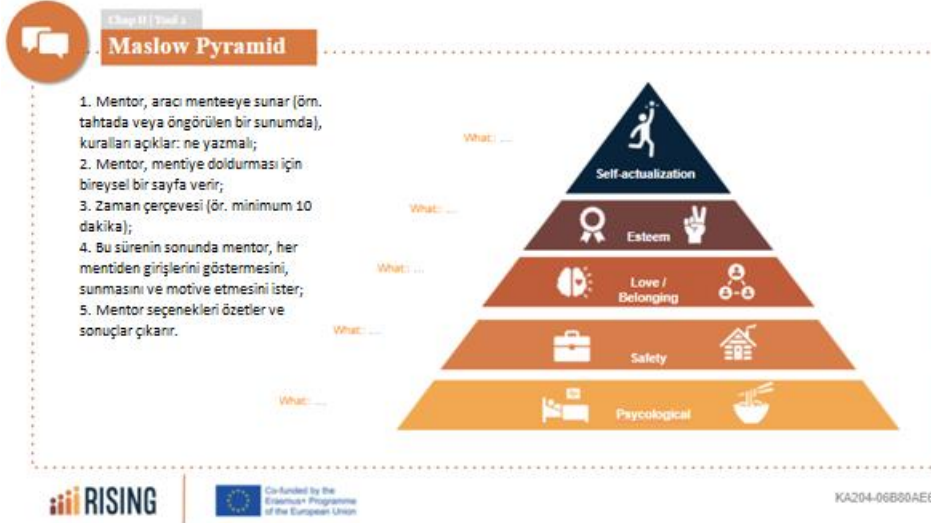 Chap II | Tool 2
Maslow Pyramid
1. Mentor, aracı menteeye sunar (örn.
tahtada veya öngörülen bir sunumda),
kuralları açıklar: ne yazmalı;
2. Mentor, mentiye doldurması için
bireysel bir sayfa verir;
3. Zaman çerçevesi (ör. minimum 10
dakika);
4. Bu sürenin sonunda mentor, her
mentiden girişlerini göstermesini,
sunmasını ve motive etmesini ister;
5. Mentor seçenekleri özetler ve
sonuçlar çıkarır.
What: ....
Self-actualization
What: ....
Esteem
What: ....
Love /
Belonging
What: ....
Safety
What: ....
Psycological
RISING
Co-funded by the
Erasmus+ Programme
of the European Union
KA204-06B80AE6